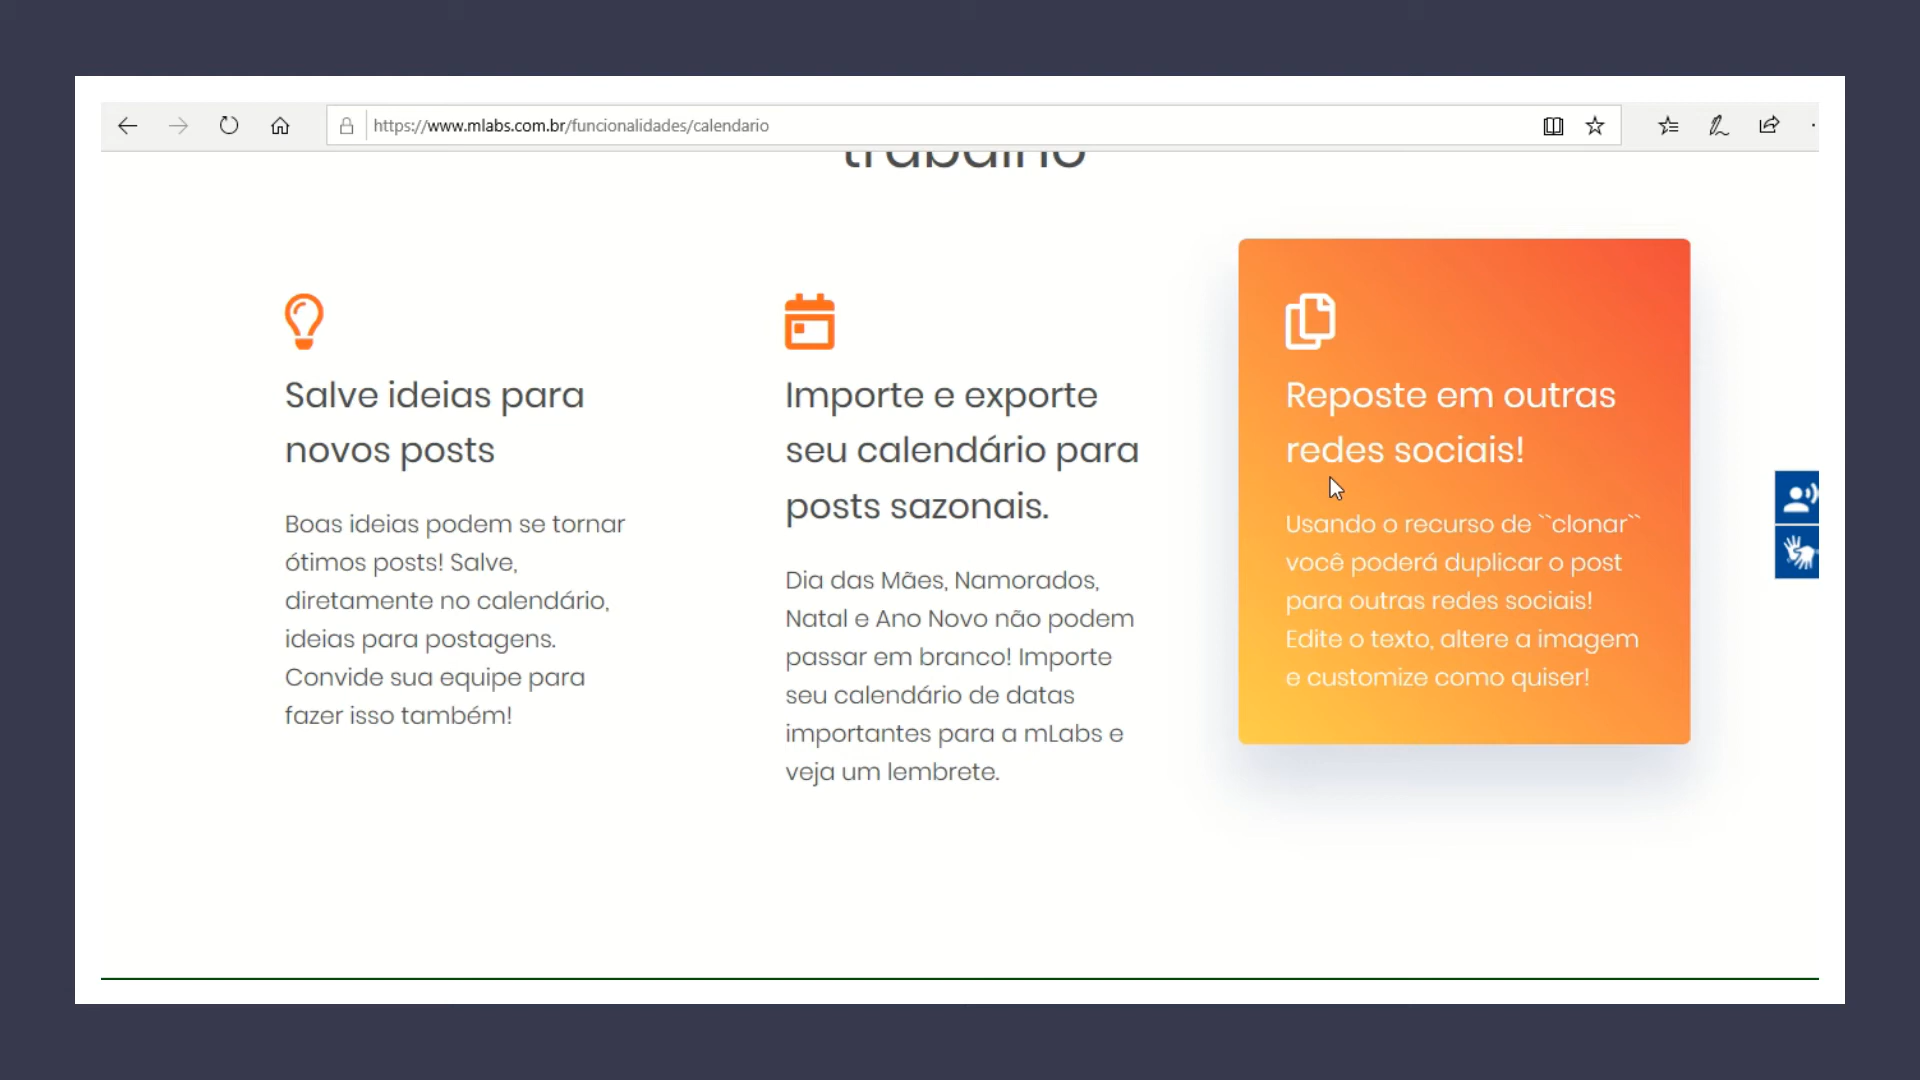 https://www.mlabs.com.br/funcionalidades/calendario
trabalho
Salve ideias para
novos posts
Boas ideias podem se tornar
ótimos posts! Salve,
diretamente no calendário,
ideias para postagens.
Convide sua equipe para
fazer isso também!
Importe e exporte
seu calendário para
posts sazonais.
Dia das Mães, Namorados,
Natal e Ano Novo não podem
passar em branco! Importe
seu calendário de datas
importantes para a mLabs e
veja um lembrete.
Reposte em outras
redes sociais!
Usando o recurso de ``clonar``
você poderá duplicar o post
para outras redes sociais!
Edite o texto, altere a imagem
e customize como quiser!